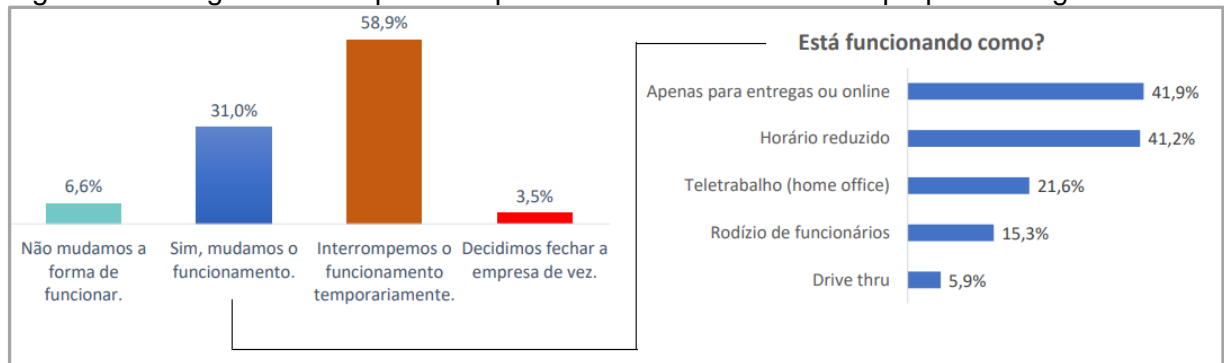 58,9%
31,0%
6,6%
3,5%
Não mudamos a
forma de
funcionar.
Sim, mudamos o
funcionamento.
Interrompemos o
funcionamento
temporariamente.
Decidimos fechar a
empresa de vez.
Está funcionando como?
Apenas para entregas ou online 41,9%
Horário reduzido 41,2%
Teletrabalho (home office) 21,6%
Rodízio de funcionários 15,3%
Drive thru 5,9%